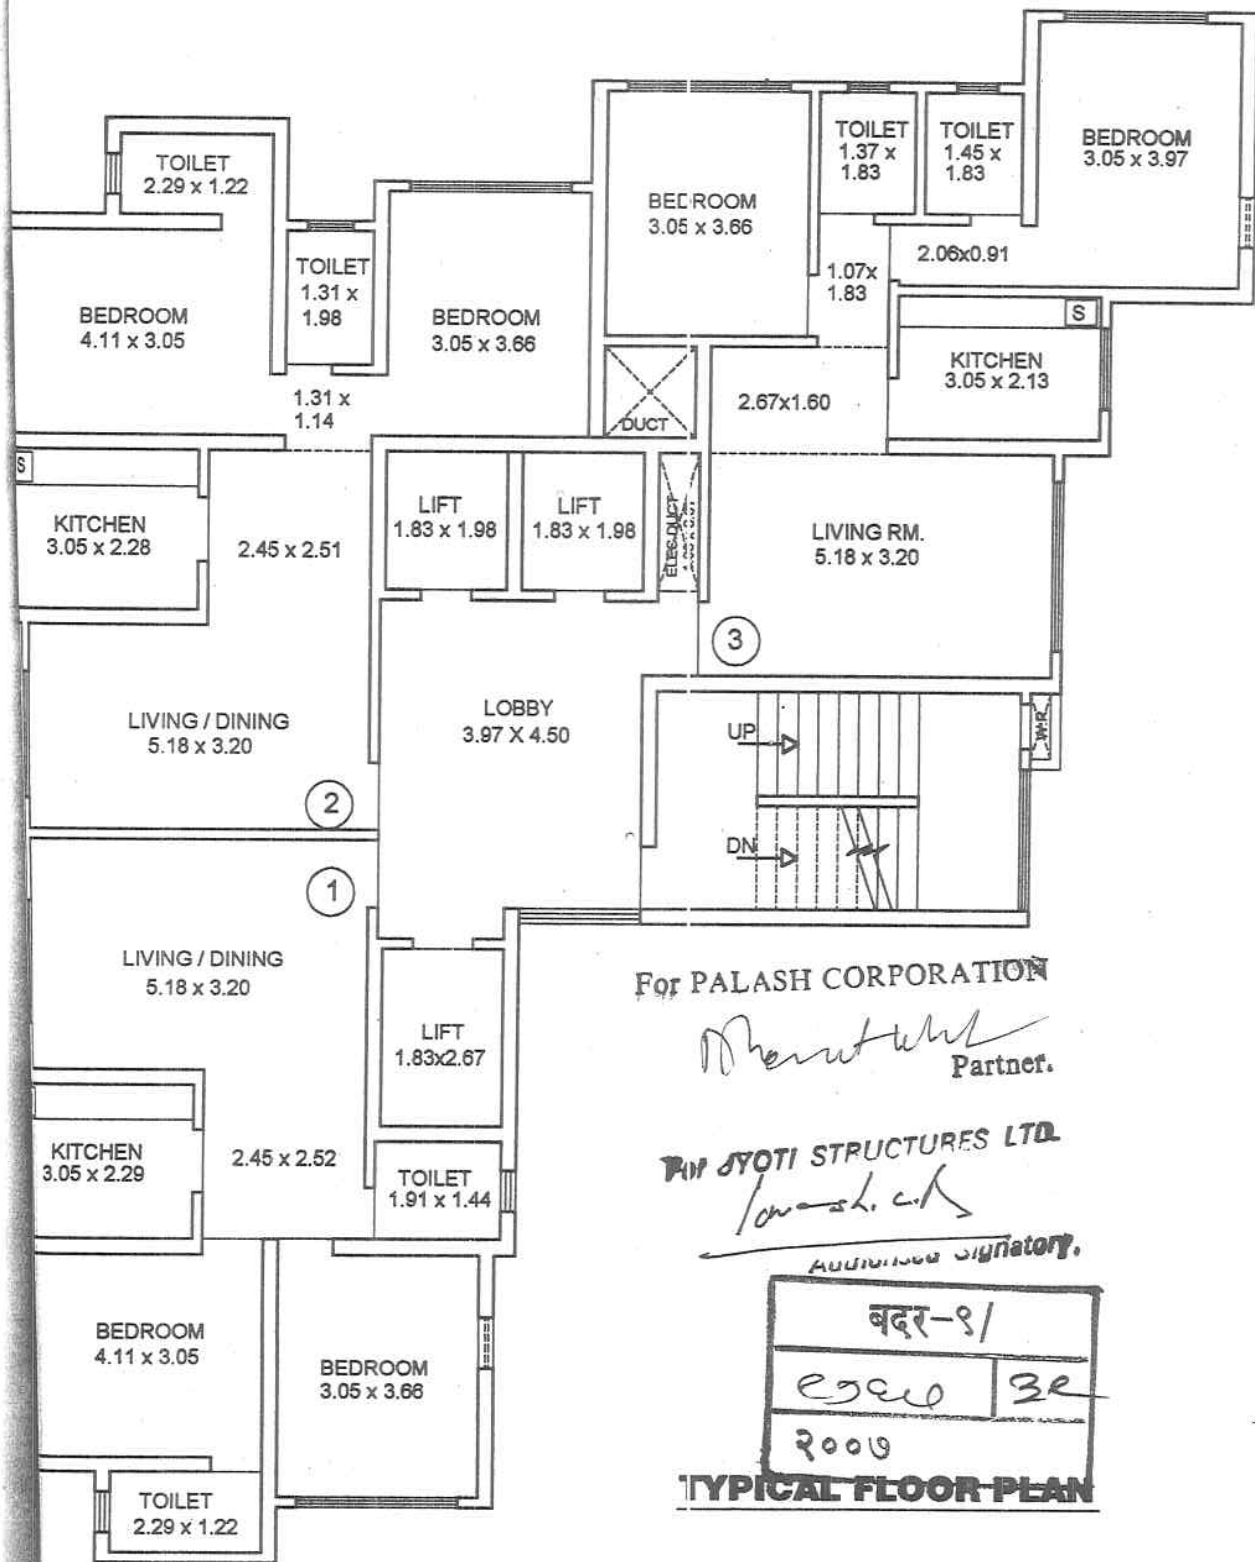 BEDROOM
3.05 x 3.97
TOILET
1.37 x
1.83
TOILET
1.45 x
1.83
BEDROOM
3.05 x 3.66
2.06x0.91
1.07x
1.83
TOILET
2.29 x 1.22
TOILET
1.31 x
1.98
BEDROOM
4.11 x 3.05
BEDROOM
3.05 x 3.66
1.31 x
1.14
S
KITCHEN
3.05 x 2.13
DUCT
2.67x1.60
S
KITCHEN
3.05 x 2.28
2.45 x 2.51
LIFT
1.83 x 1.98
LIFT
1.83 x 1.98
ELEC.DUCT
LIVING RM.
5.18 x 3.20
3
LIVING / DINING
5.18 x 3.20
2
LOBBY
3.97 X 4.50
UP
DN
W.R
1
LIVING / DINING
5.18 x 3.20
LIFT
1.83x2.67
KITCHEN
3.05 x 2.29
2.45 x 2.52
TOILET
1.91 x 1.44
BEDROOM
4.11 x 3.05
BEDROOM
3.05 x 3.66
TOILET
2.29 x 1.22
For PALASH CORPORATION
Partner.
For JYOTI STRUCTURES LTD.
Authorised Signatory.
बदर-९/
२००७
TYPICAL FLOOR PLAN